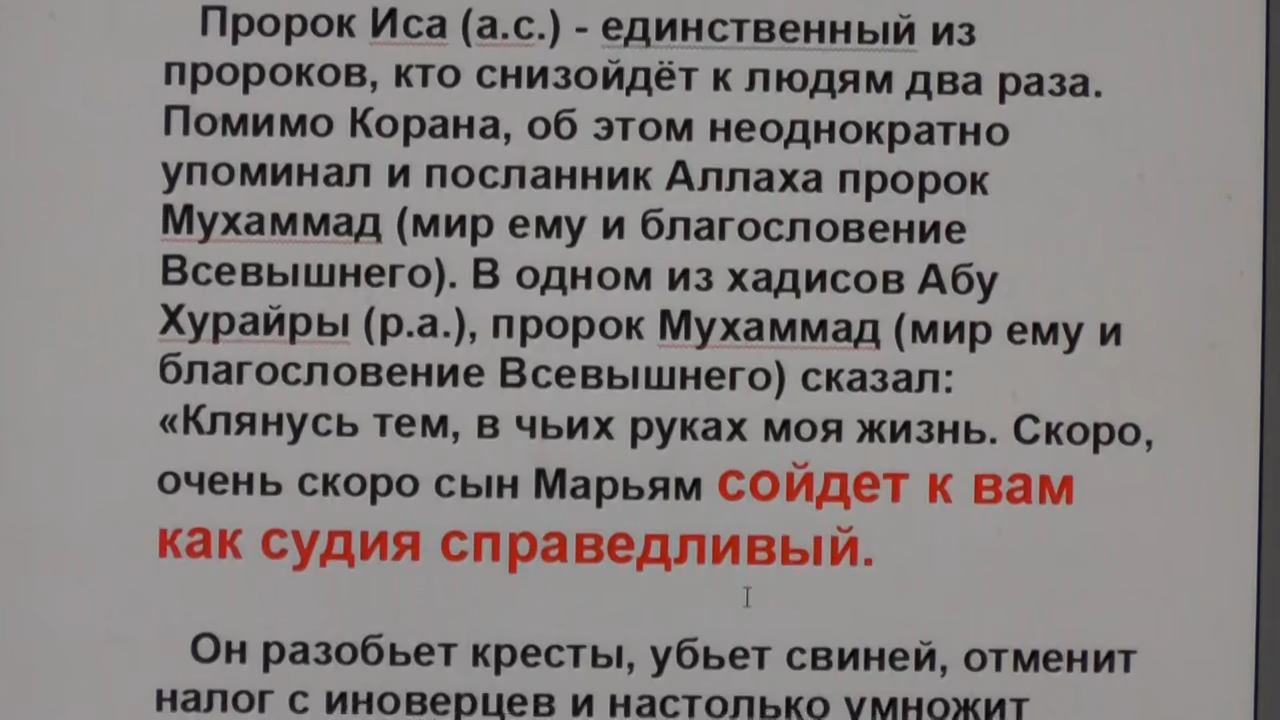 Пророк Иса (а.с.) - единственный из
пророков, кто снизойдёт к людям два раза.
Помимо Корана, об этом неоднократно
упоминал и посланник Аллаха пророк
Мухаммад (мир ему и благословение
Всевышнего). В одном из хадисов Абу
Хурайры (р.а.), пророк Мухаммад (мир ему и
благословение Всевышнего) сказал:
«Клянусь тем, в чьих руках моя жизнь. Скоро,
очень скоро сын Марьям сойдет к вам
как судия справедливый.
Он разобьет кресты, убьет свиней, отменит
налог с иноверцев и настолько умножит